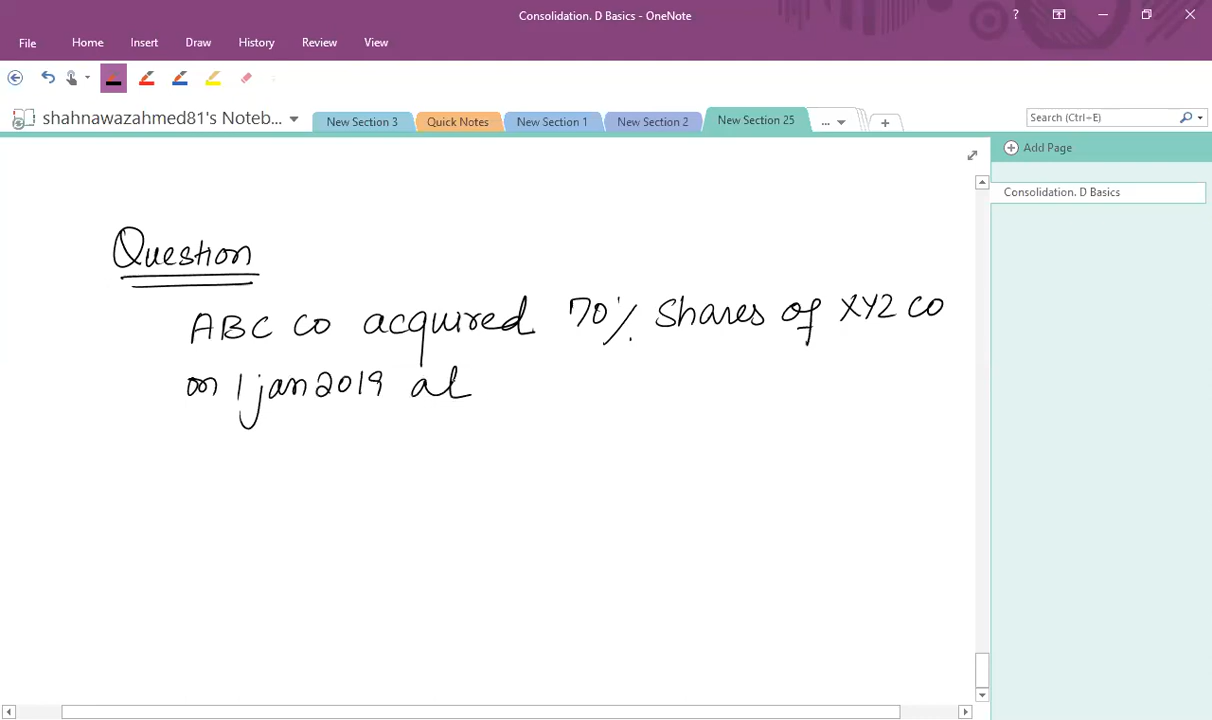 Consolidation. D Basics - OneNote
?
File Home Insert Draw History Review View
shahnawazahmed81's Noteb...
New Section 3 Quick Notes New Section 1 New Section 2 New Section 25 ... +
Search (Ctrl+E)
Add Page
Consolidation. D Basics
Question
ABC CO acquired 70% Shares of XYZ CO
on 1 jan 2019 at